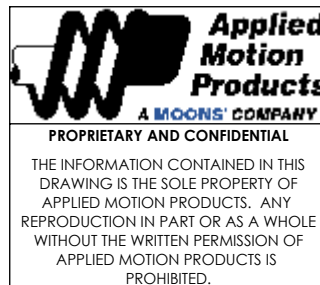 Applied
Motion
Products
A MOONS' COMPANY
PROPRIETARY AND CONFIDENTIAL
THE INFORMATION CONTAINED IN THIS
DRAWING IS THE SOLE PROPERTY OF
APPLIED MOTION PRODUCTS.  ANY
REPRODUCTION IN PART OR AS A WHOLE
WITHOUT THE WRITTEN PERMISSION OF
APPLIED MOTION PRODUCTS IS
PROHIBITED.